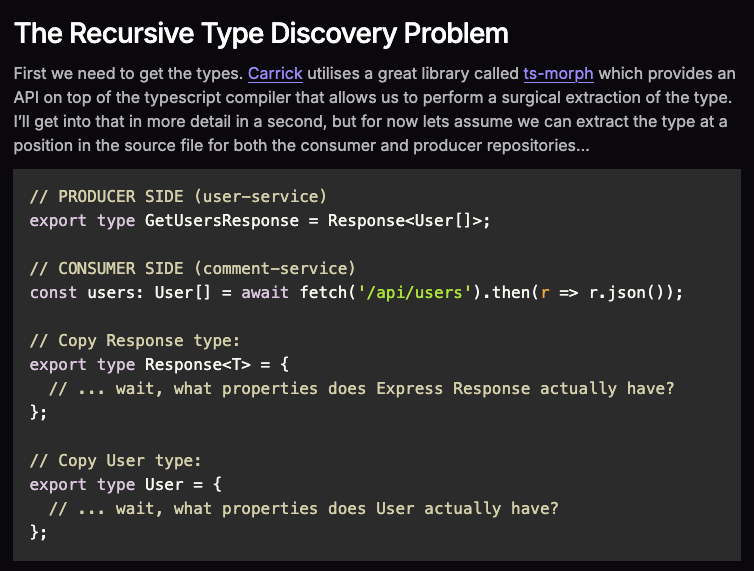 The Recursive Type Discovery Problem
First we need to get the types. Carrick utilises a great library called ts-morph which provides an
API on top of the typescript compiler that allows us to perform a surgical extraction of the type.
I’ll get into that in more detail in a second, but for now lets assume we can extract the type at a
position in the source file for both the consumer and producer repositories...
// PRODUCER SIDE (user-service)
export type GetUsersResponse = Response<User[]>;
// CONSUMER SIDE (comment-service)
const users: User[] = await fetch('/api/users').then(r => r.json());
// Copy Response type:
export type Response<T> = {
  // ... wait, what properties does Express Response actually have?
};
// Copy User type:
export type User = {
  // ... wait, what properties does User actually have?
};